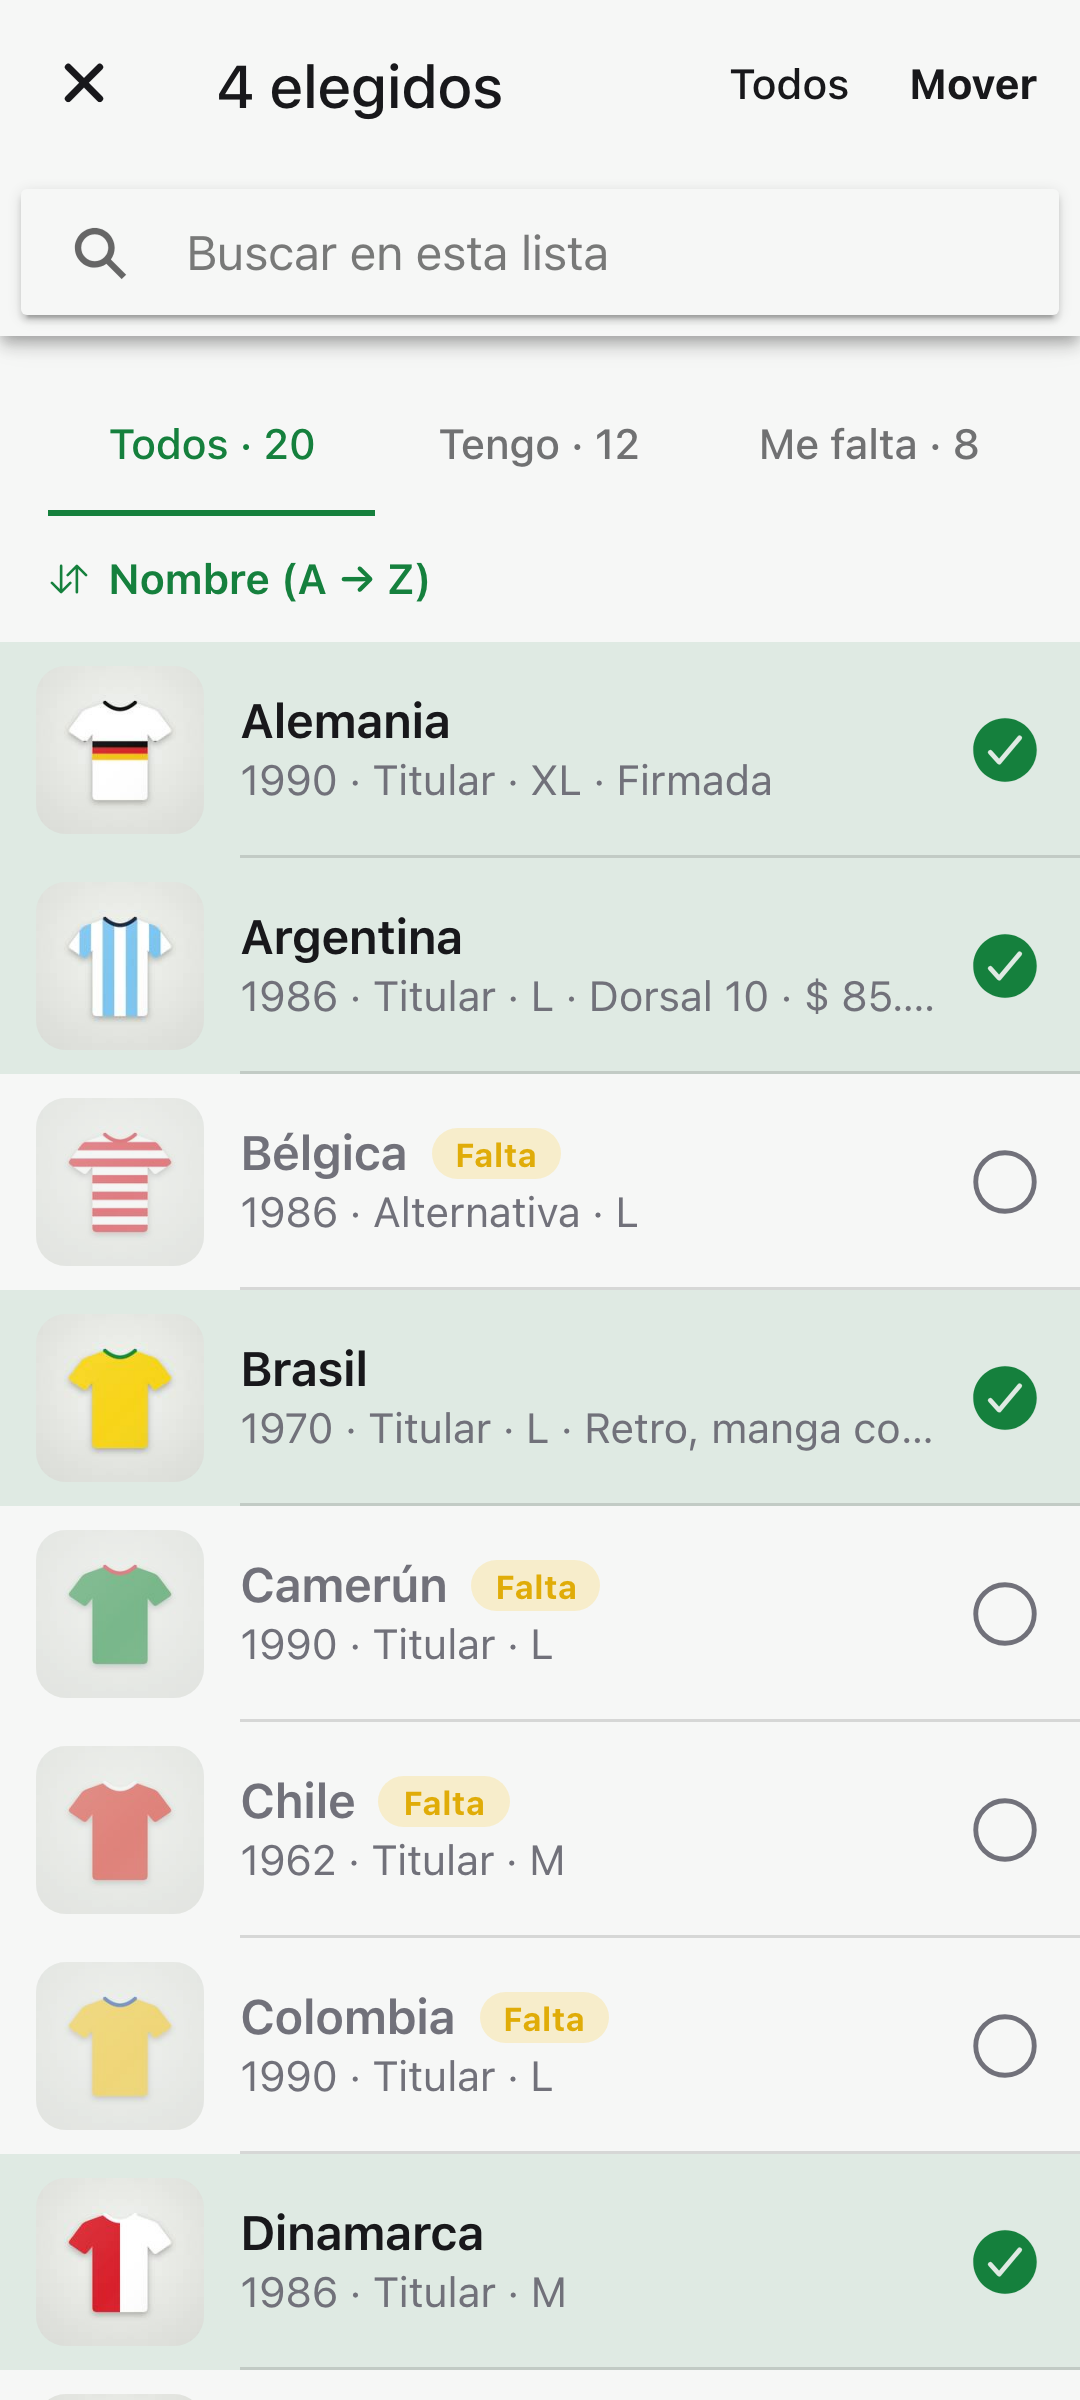 4 elegidos
Todos
Mover
Buscar en esta lista
Todos · 20
Tengo · 12
Me falta · 8
Nombre (A → Z)
Alemania
1990 · Titular · XL · Firmada
Argentina
1986 · Titular · L · Dorsal 10 · $ 85....
Bélgica Falta
1986 · Alternativa · L
Brasil
1970 · Titular · L · Retro, manga co...
Camerún Falta
1990 · Titular · L
Chile Falta
1962 · Titular · M
Colombia Falta
1990 · Titular · L
Dinamarca
1986 · Titular · M